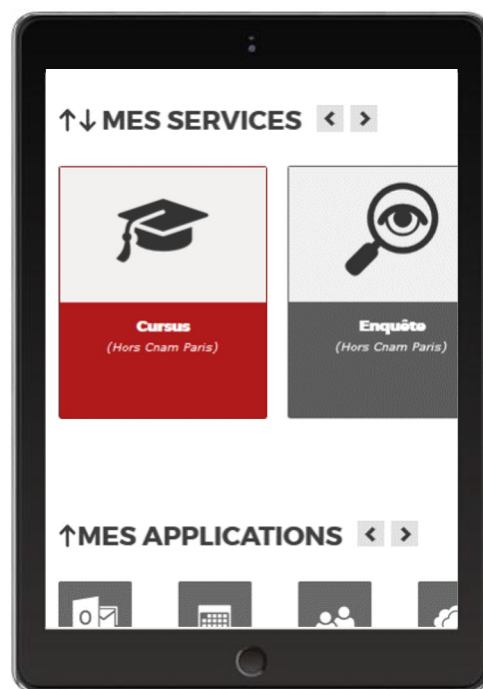 ↑↓ MES SERVICES < >
Cursus
(Hors Cnam Paris)
Enquête
(Hors Cnam Paris)
↑MES APPLICATIONS < >
O